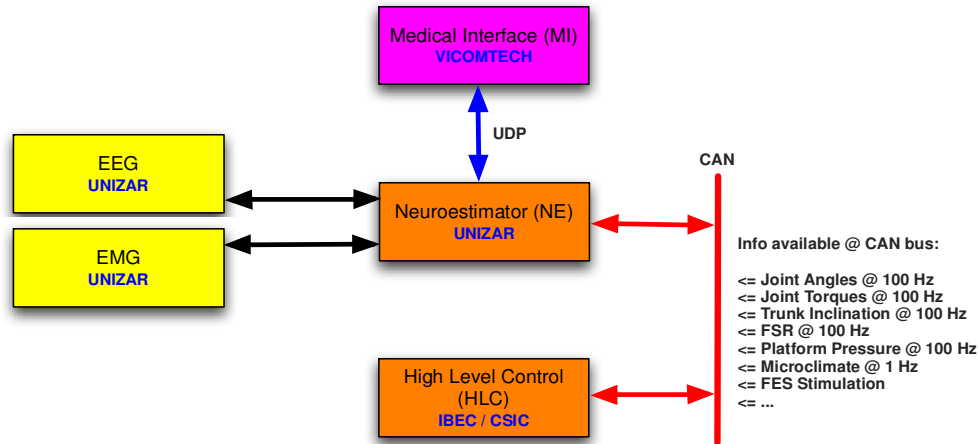 Medical Interface (MI)
VICOMTECH
UDP
CAN
EEG
UNIZAR
Neuroestimator (NE)
UNIZAR
EMG
UNIZAR
Info available @ CAN bus:
<= Joint Angles @ 100 Hz
<= Joint Torques @ 100 Hz
<= Trunk Inclination @ 100 Hz
<= FSR @ 100 Hz
<= Platform Pressure @ 100 Hz
<= Microclimate @ 1 Hz
<= FES Stimulation
<= ...
High Level Control
(HLC)
IBEC / CSIC